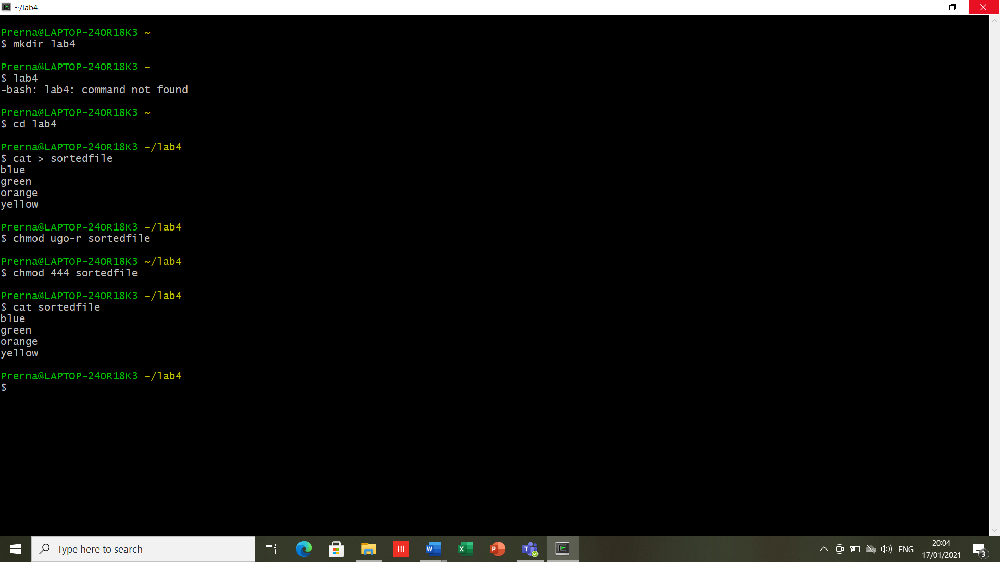 ~/lab4
Prerna@LAPTOP-24OR18K3 ~
$ mkdir lab4
Prerna@LAPTOP-24OR18K3 ~
$ lab4
-bash: lab4: command not found
Prerna@LAPTOP-24OR18K3 ~
$ cd lab4
Prerna@LAPTOP-24OR18K3 ~/lab4
$ cat > sortedfile
blue
green
orange
yellow
Prerna@LAPTOP-24OR18K3 ~/lab4
$ chmod ugo-r sortedfile
Prerna@LAPTOP-24OR18K3 ~/lab4
$ chmod 444 sortedfile
Prerna@LAPTOP-24OR18K3 ~/lab4
$ cat sortedfile
blue
green
orange
yellow
Prerna@LAPTOP-24OR18K3 ~/lab4
$
Type here to search
W
X
P
T
ENG
20:04
17/01/2021
3